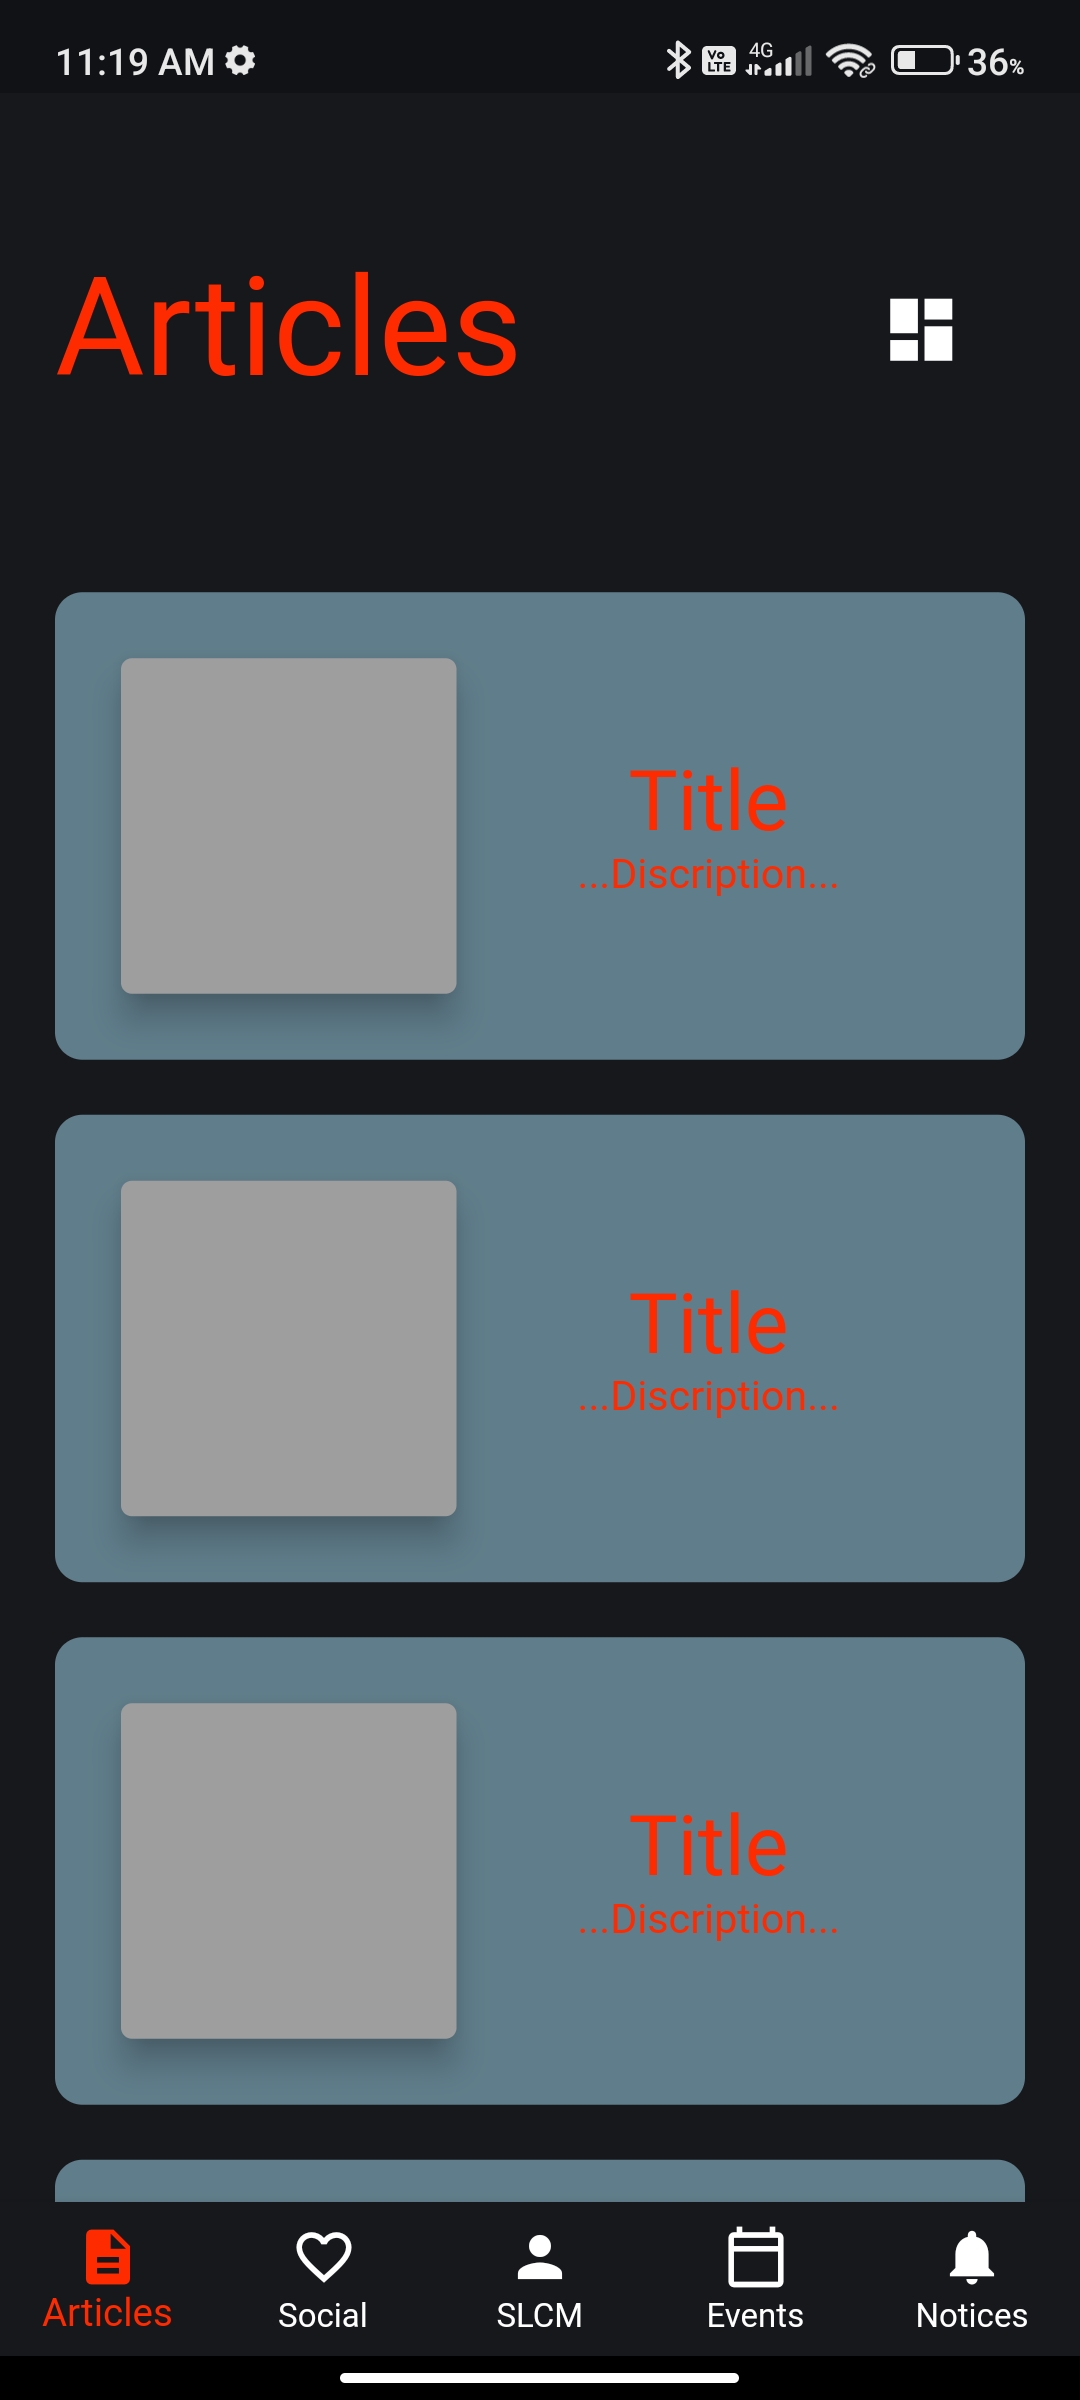 11:19 AM
Vo
LTE
4G
36%
Articles
Title
...Discription...
Title
...Discription...
Title
...Discription...
Articles
Social
SLCM
Events
Notices